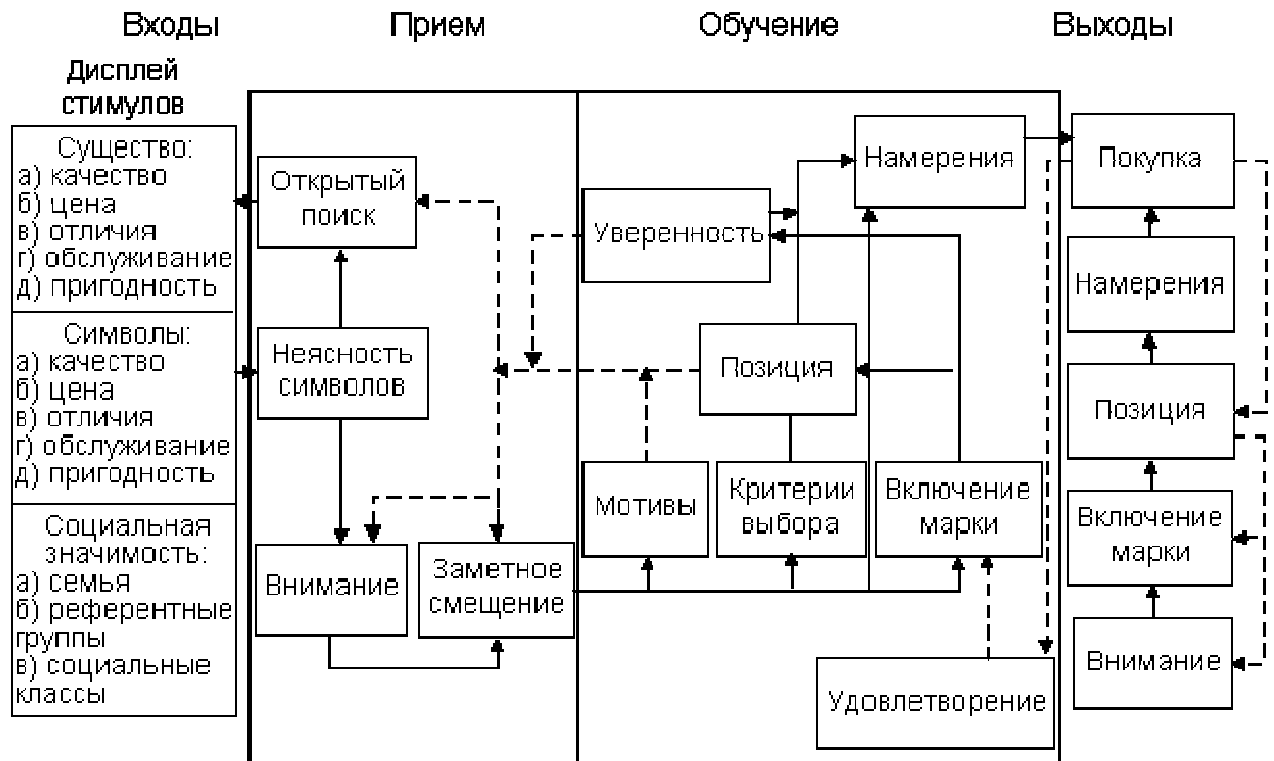 Входы
Прием
Обучение
Выходы
Дисплей
стимулов
Существо:
а) качество
б) цена
в) отличия
г) обслуживание
д) пригодность
Символы:
а) качество
б) цена
в) отличия
г) обслуживание
д) пригодность
Социальная
значимость:
а) семья
б) референтные
группы
в) социальные
классы
Открытый
поиск
Неясность
символов
Внимание
Заметное
смещение
Намерения
Уверенность
Позиция
Мотивы
Критерии
выбора
Включение
марки
Удовлетворение
Покупка
Намерения
Позиция
Включение
марки
Внимание